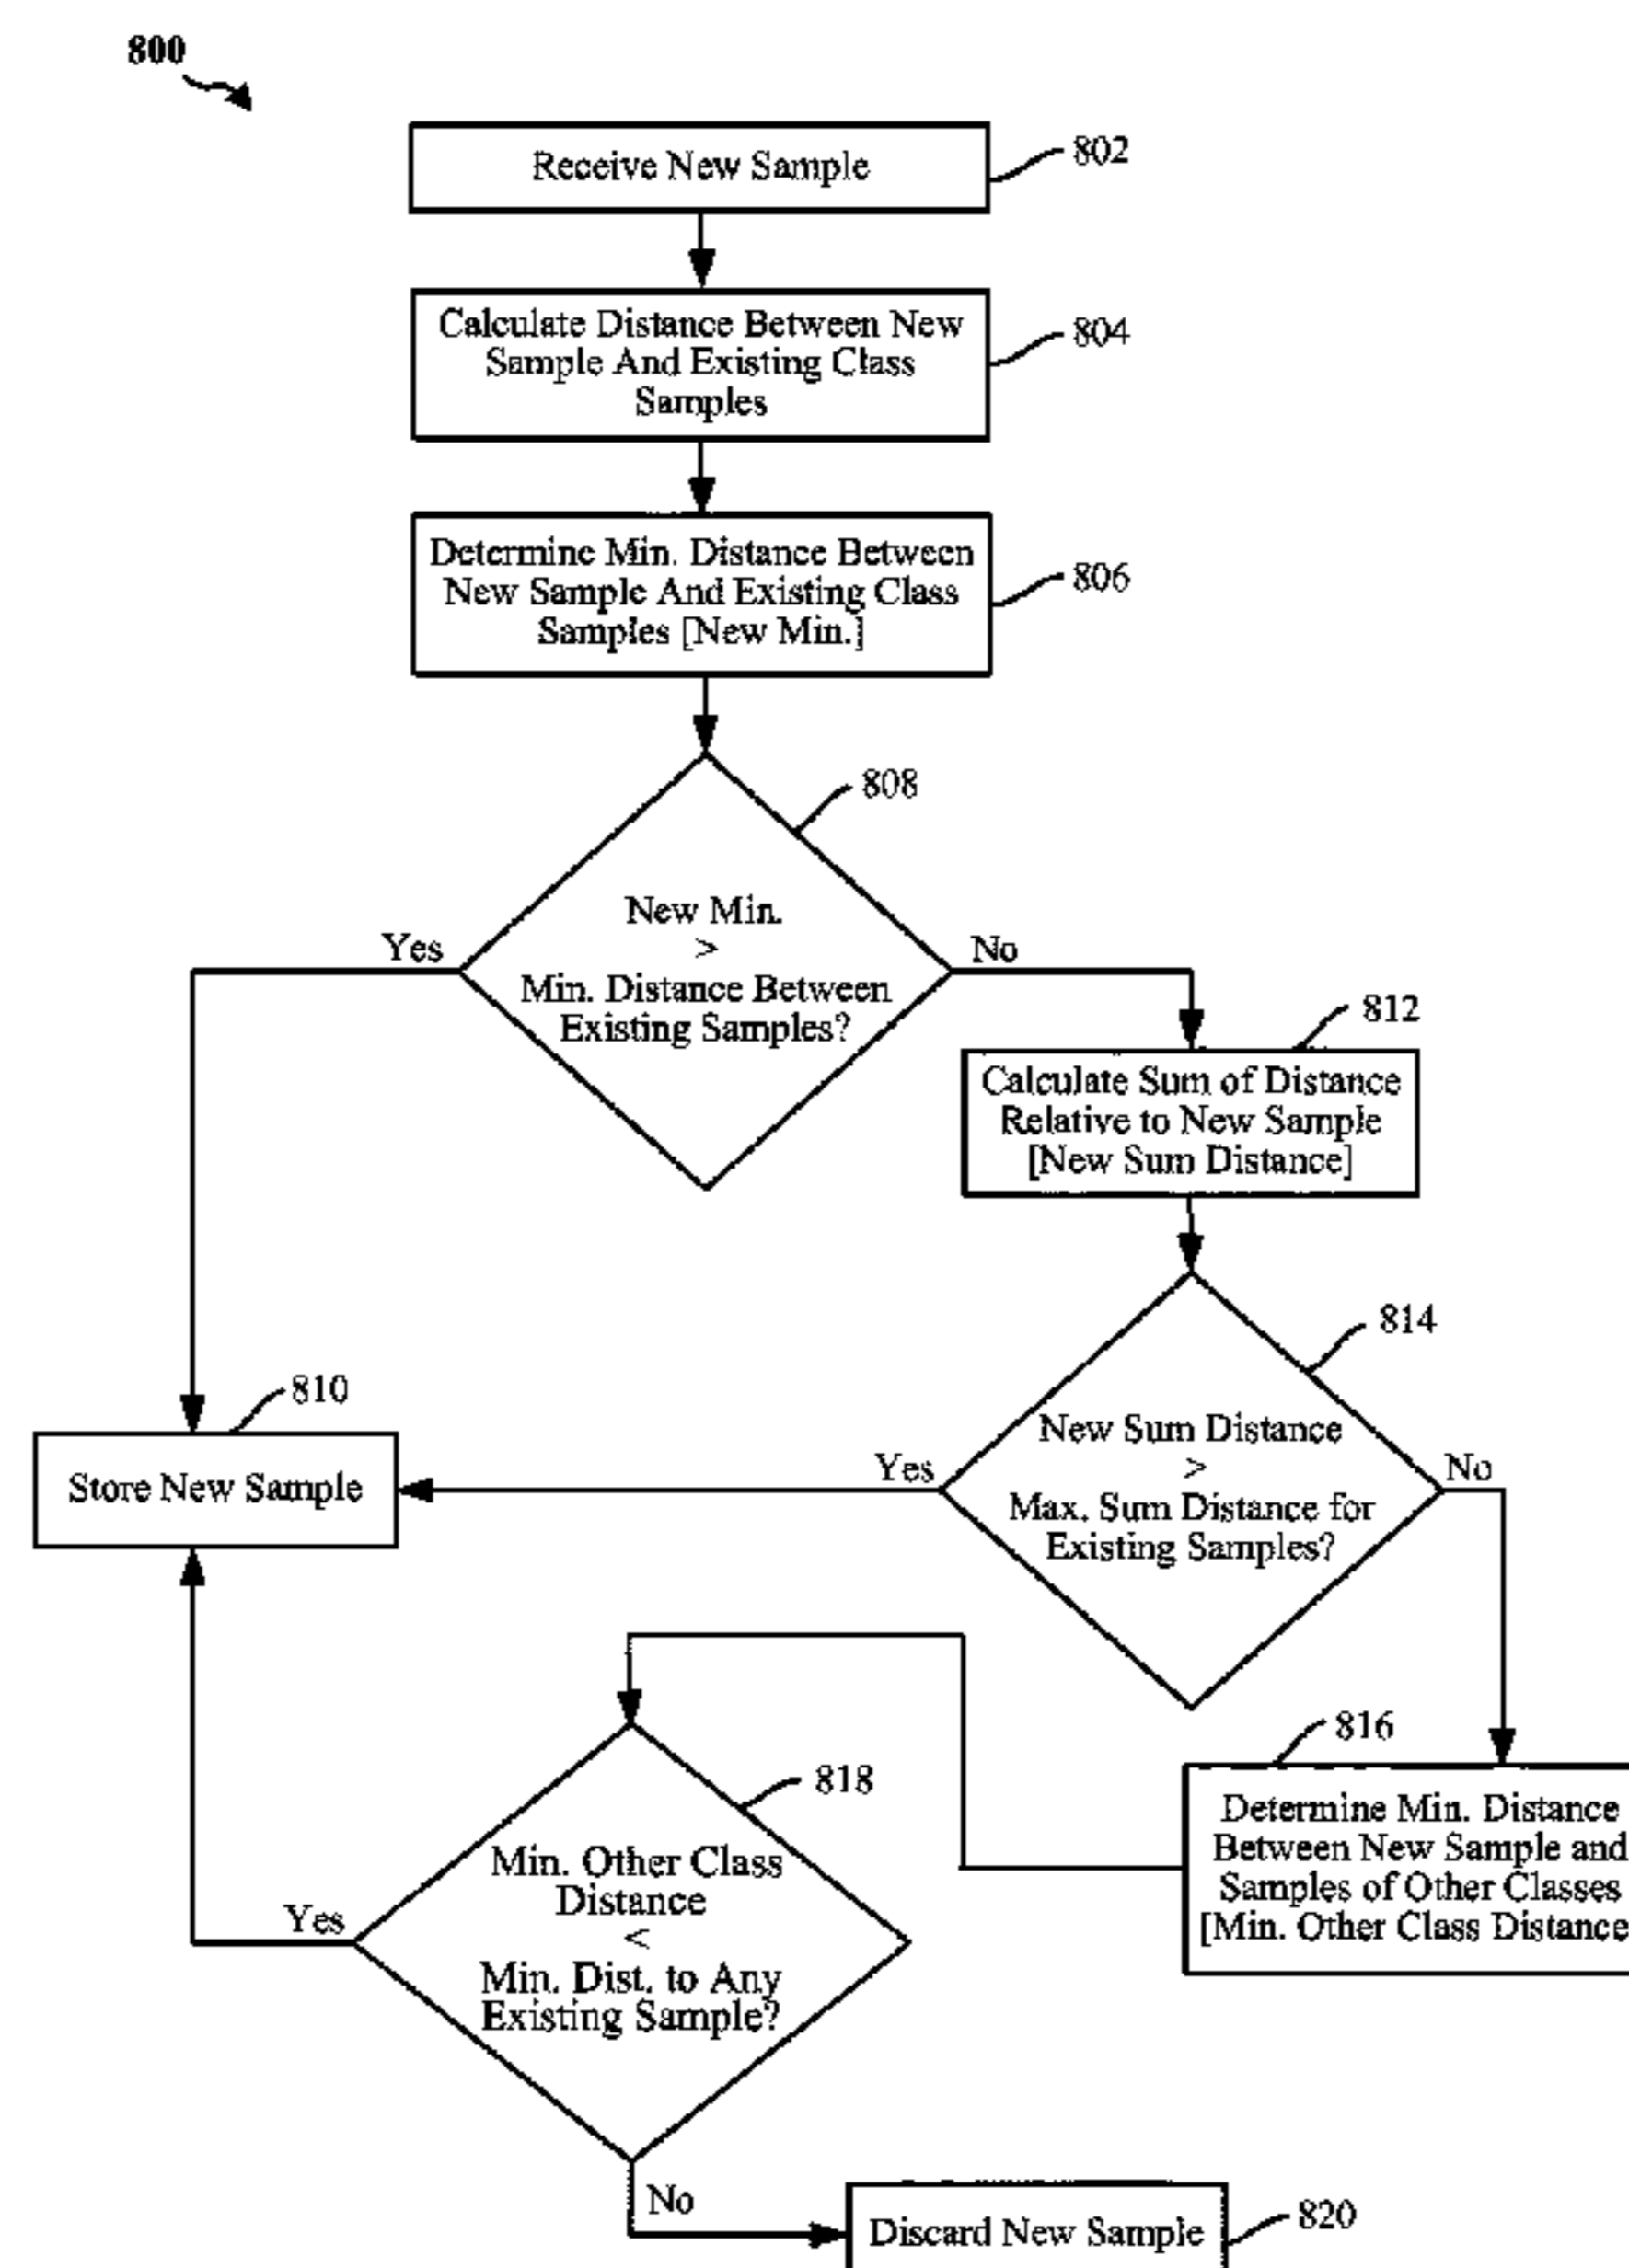 800
Receive New Sample
802
Calculate Distance Between New
Sample And Existing Class
Samples
804
Determine Min. Distance Between
New Sample And Existing Class
Samples [New Min.]
806
808
New Min.
>
Min. Distance Between
Existing Samples?
Yes
No
812
Calculate Sum of Distance
Relative to New Sample
[New Sum Distance]
814
New Sum Distance
>
Max. Sum Distance for
Existing Samples?
Yes
No
810
Store New Sample
816
Determine Min. Distance
Between New Sample and
Samples of Other Classes
[Min. Other Class Distance
818
Min. Other Class
Distance
<
Min. Dist. to Any
Existing Sample?
Yes
No
Discard New Sample
820